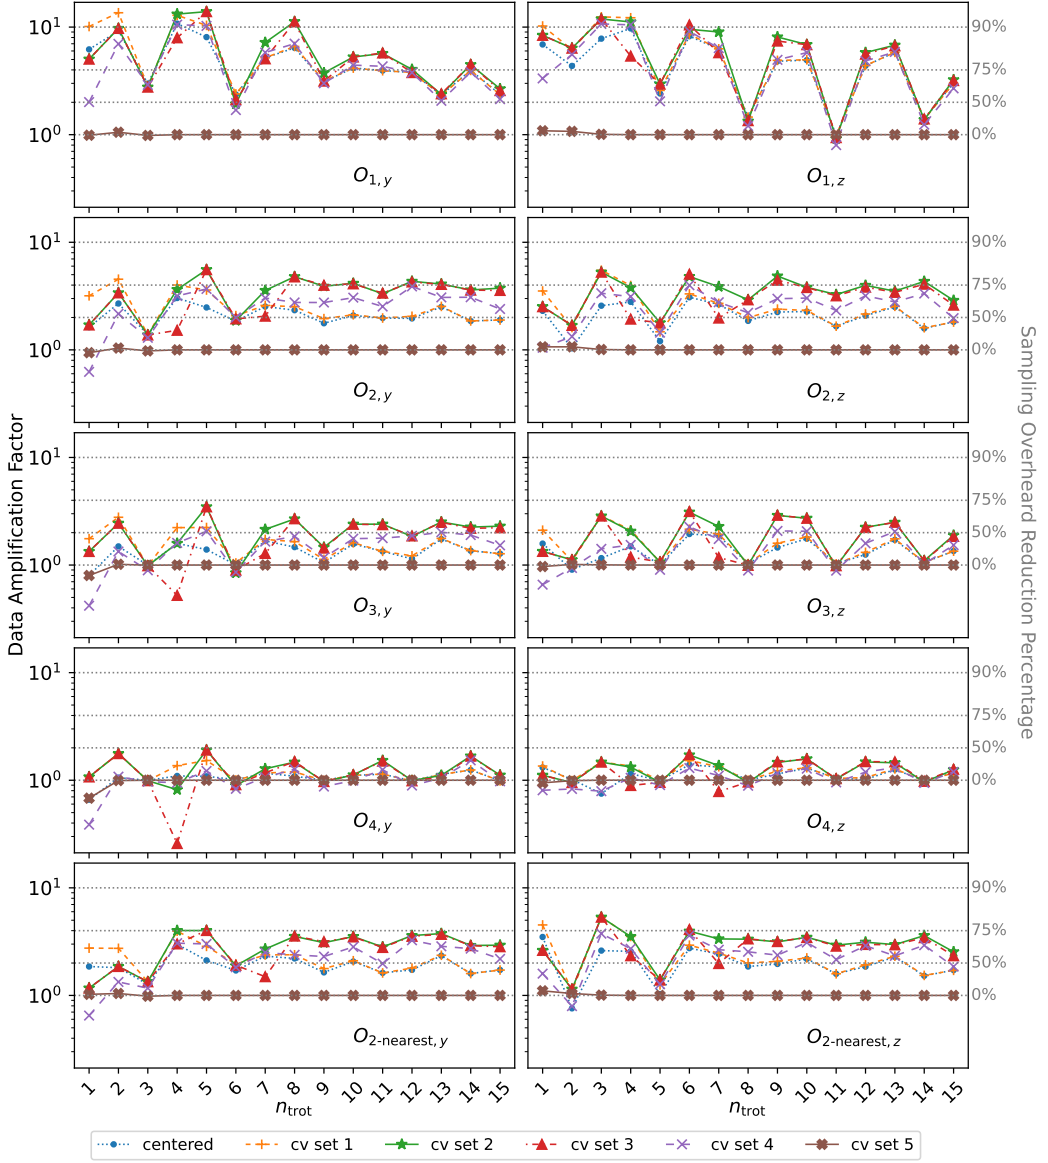 Data Amplification Factor
Sampling Overheard Reduction Percentage
10¹
10⁰
O₁,y
O₁,z
90%
75%
50%
0%
10¹
10⁰
O₂,y
O₂,z
90%
75%
50%
0%
10¹
10⁰
O₃,y
O₃,z
90%
75%
50%
0%
10¹
10⁰
O₄,y
O₄,z
90%
75%
50%
0%
10¹
10⁰
O₂₋nearest,y
O₂₋nearest,z
90%
75%
50%
0%
1 2 3 4 5 6 7 8 9 10 11 12 13 14 15
1 2 3 4 5 6 7 8 9 10 11 12 13 14 15
n_trot
n_trot
centered cv set 1 cv set 2 cv set 3 cv set 4 cv set 5